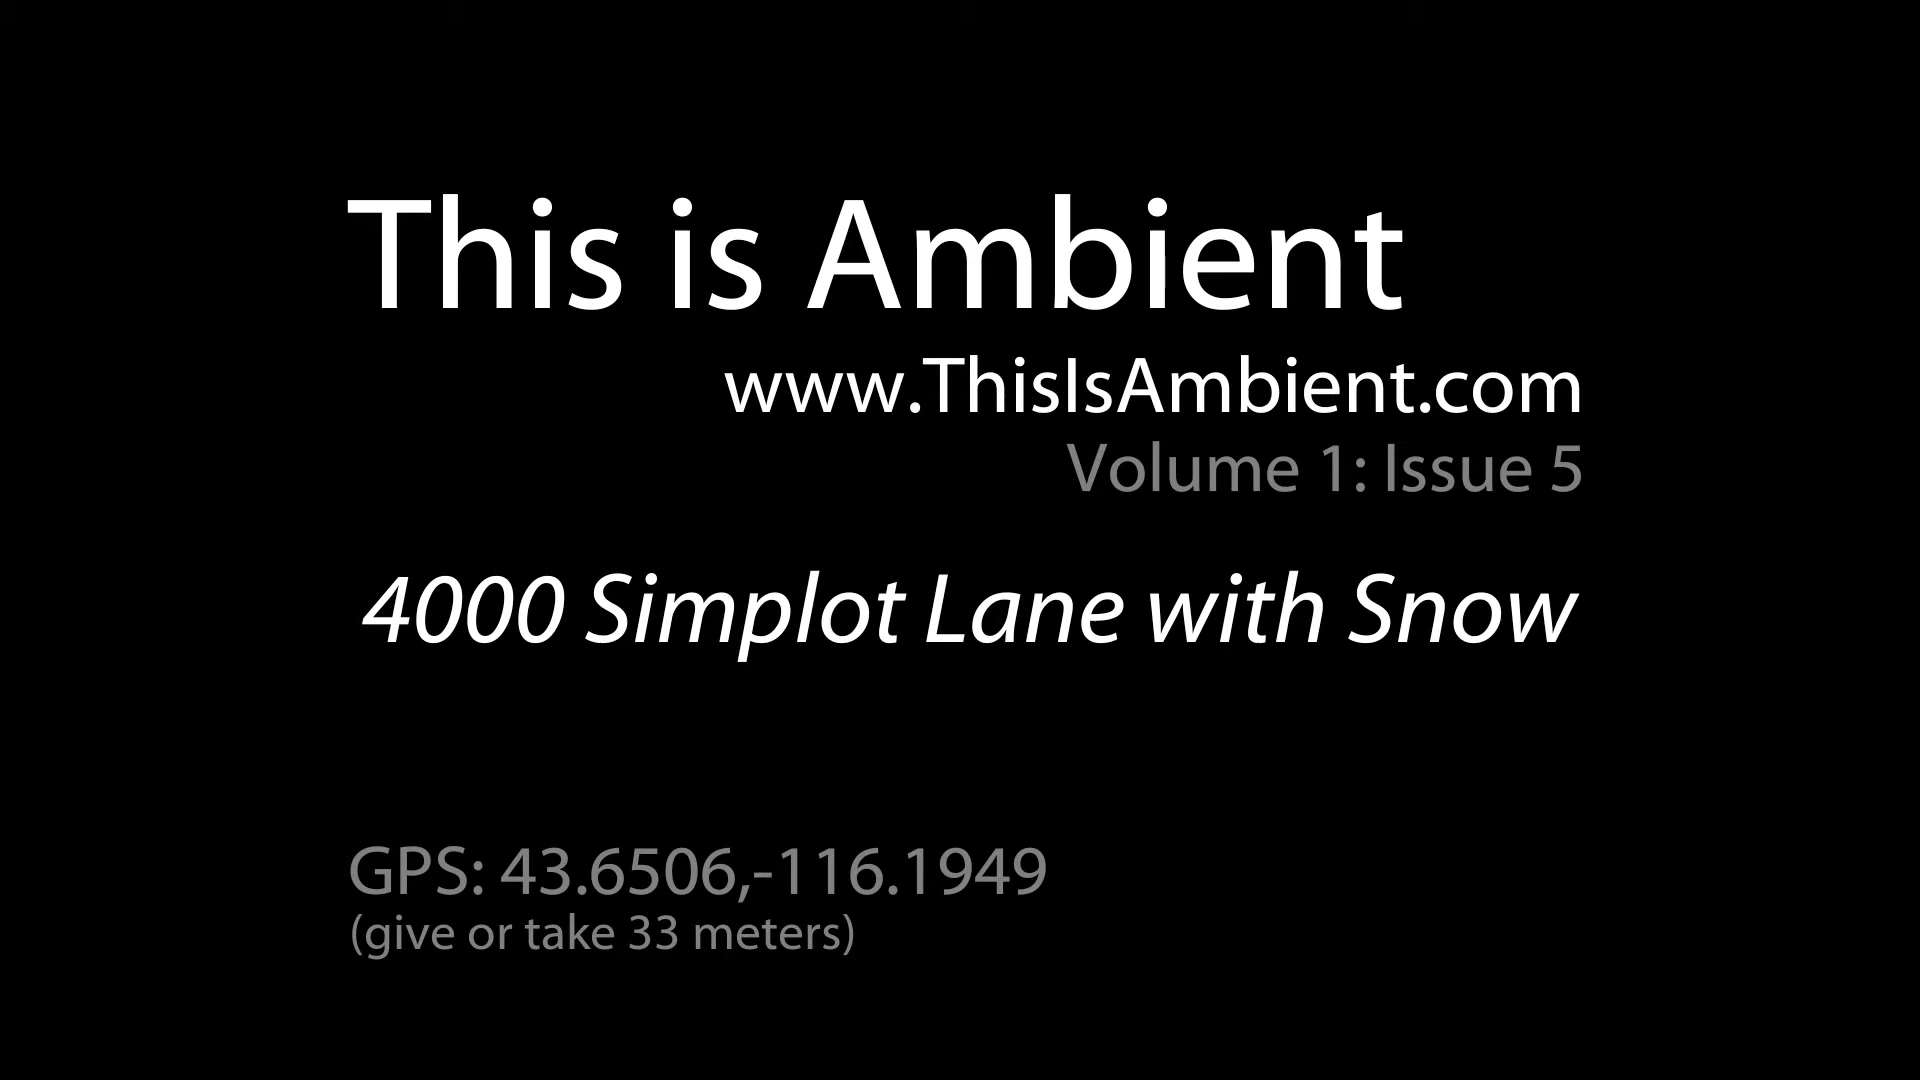 This is Ambient
www.ThisIsAmbient.com
Volume 1: Issue 5
4000 Simplot Lane with Snow
GPS: 43.6506,-116.1949
(give or take 33 meters)